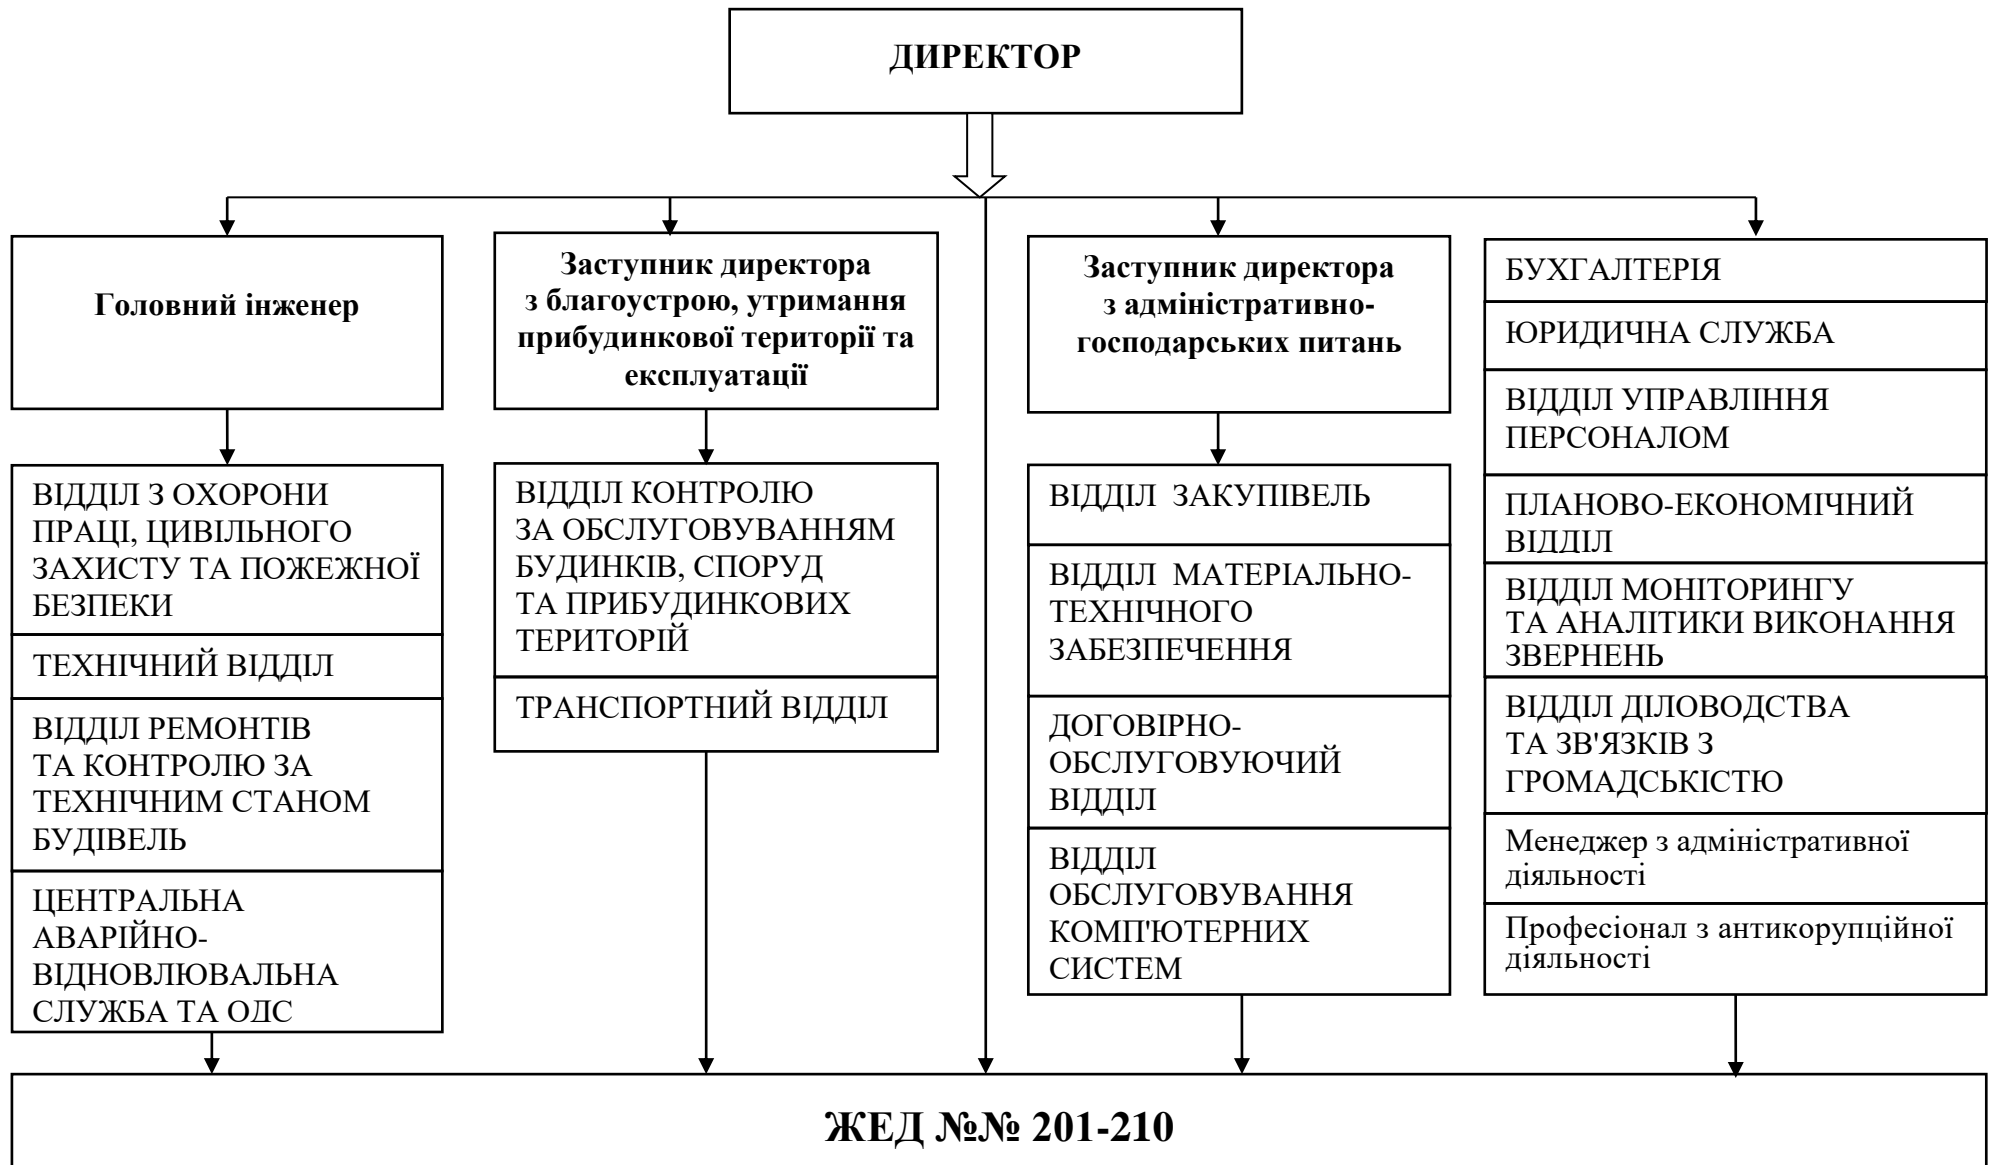 ДИРЕКТОР
Головний інженер
Заступник директора
з благоустрою, утримання
прибудинкової території та
експлуатації
Заступник директора
з адміністративно-
господарських питань
БУХГАЛТЕРІЯ
ЮРИДИЧНА СЛУЖБА
ВІДДІЛ УПРАВЛІННЯ
ПЕРСОНАЛОМ
ПЛАНОВО-ЕКОНОМІЧНИЙ
ВІДДІЛ
ВІДДІЛ МОНІТОРИНГУ
ТА АНАЛІТИКИ ВИКОНАННЯ
ЗВЕРНЕНЬ
ВІДДІЛ ДІЛОВОДСТВА
ТА ЗВ'ЯЗКІВ З
ГРОМАДСЬКІСТЮ
Менеджер з адміністративної
діяльності
Професіонал з антикорупційної
діяльності
ВІДДІЛ З ОХОРОНИ
ПРАЦІ, ЦИВІЛЬНОГО
ЗАХИСТУ ТА ПОЖЕЖНОЇ
БЕЗПЕКИ
ТЕХНІЧНИЙ ВІДДІЛ
ВІДДІЛ РЕМОНТІВ
ТА КОНТРОЛЮ ЗА
ТЕХНІЧНИМ СТАНОМ
БУДІВЕЛЬ
ЦЕНТРАЛЬНА
АВАРІЙНО-
ВІДНОВЛЮВАЛЬНА
СЛУЖБА ТА ОДС
ВІДДІЛ КОНТРОЛЮ
ЗА ОБСЛУГОВУВАННЯМ
БУДИНКІВ, СПОРУД
ТА ПРИБУДИНКОВИХ
ТЕРИТОРІЙ
ТРАНСПОРТНИЙ ВІДДІЛ
ВІДДІЛ ЗАКУПІВЕЛЬ
ВІДДІЛ МАТЕРІАЛЬНО-
ТЕХНІЧНОГО
ЗАБЕЗПЕЧЕННЯ
ДОГОВІРНО-
ОБСЛУГОВУЮЧИЙ
ВІДДІЛ
ВІДДІЛ
ОБСЛУГОВУВАННЯ
КОМП'ЮТЕРНИХ
СИСТЕМ
ЖЕД №№ 201-210